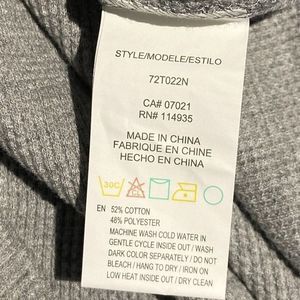 STYLE/MODELE/ESTILO
72T022N
CA# 07021
RN# 114935
MADE IN CHINA
FABRIQUE EN CHINE
HECHO EN CHINA
30C
EN 52% COTTON
48% POLYESTER
MACHINE WASH COLD WATER IN
GENTLE CYCLE INSIDE OUT / WASH
DARK COLOR SEPARATELY / DO NOT
BLEACH / HANG TO DRY / IRON ON
LOW HEAT INSIDE OUT / DRY CLEAN